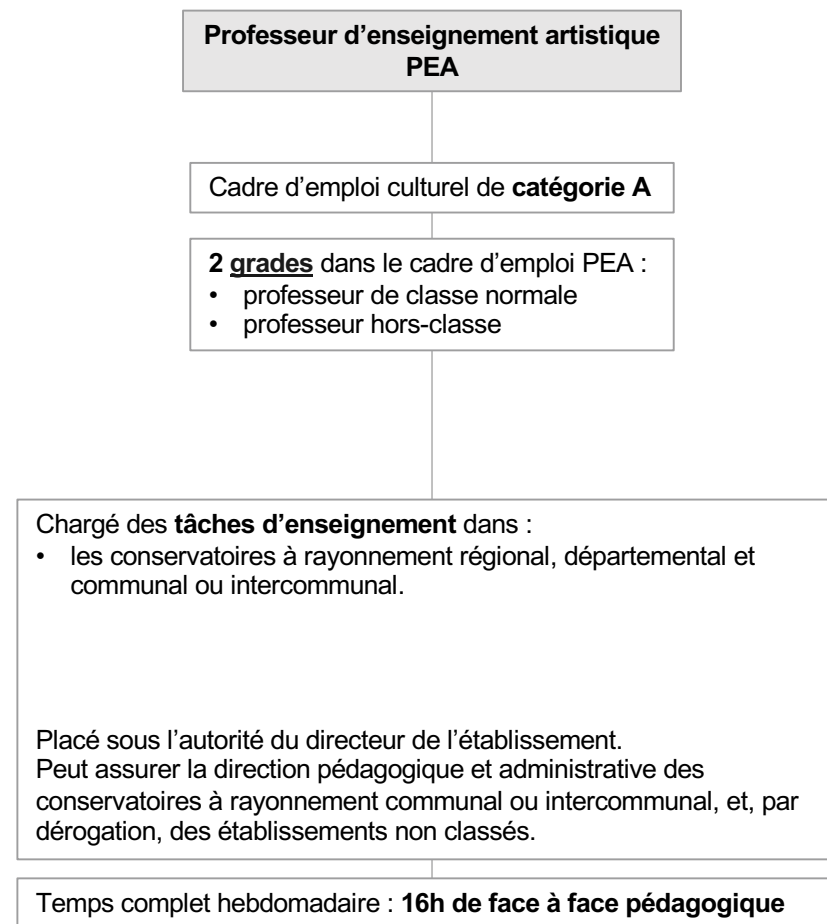 Professeur d’enseignement artistique
PEA
Cadre d’emploi culturel de catégorie A
2 grades dans le cadre d’emploi PEA :
• professeur de classe normale
• professeur hors-classe
Chargé des tâches d’enseignement dans :
• les conservatoires à rayonnement régional, départemental et
communal ou intercommunal.
Placé sous l’autorité du directeur de l’établissement.
Peut assurer la direction pédagogique et administrative des
conservatoires à rayonnement communal ou intercommunal, et, par
dérogation, des établissements non classés.
Temps complet hebdomadaire : 16h de face à face pédagogique